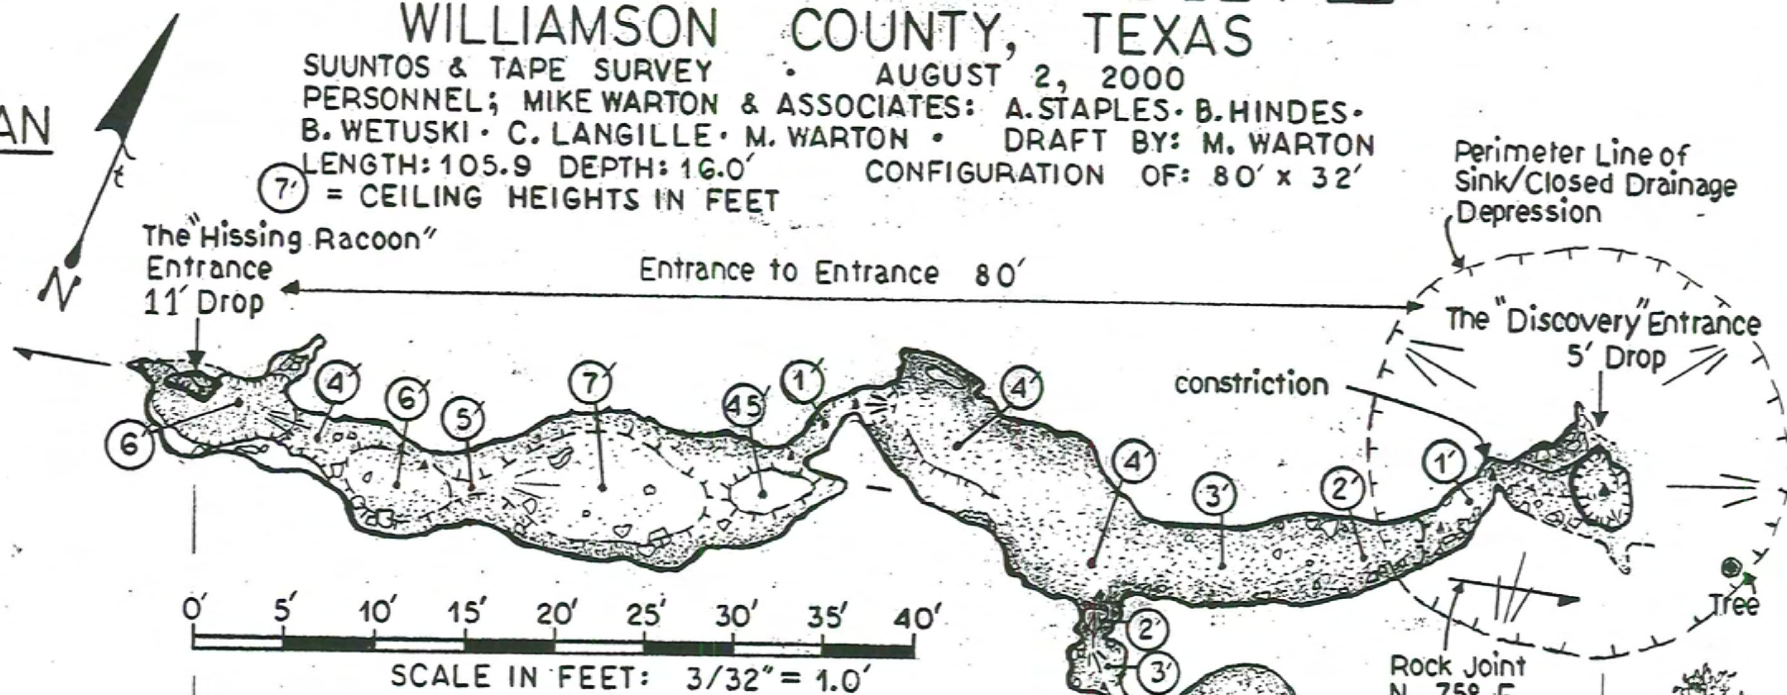 WILLIAMSON COUNTY, TEXAS
SUUNTOS & TAPE SURVEY · AUGUST 2, 2000
PERSONNEL; MIKE WARTON & ASSOCIATES: A. STAPLES · B. HINDES ·
B. WETUSKI · C. LANGILLE · M. WARTON · DRAFT BY: M. WARTON
LENGTH: 105.9 DEPTH: 16.0' CONFIGURATION OF: 80' x 32'
7' = CEILING HEIGHTS IN FEET
AN
t
N
The "Hissing Racoon"
Entrance
11' Drop
Entrance to Entrance 80'
Perimeter Line of
Sink/Closed Drainage
Depression
The "Discovery" Entrance
5' Drop
constriction
6
4'
6'
5'
7'
45'
1'
4'
4'
3'
2'
1'
2'
3'
Tree
0' 5' 10' 15' 20' 25' 30' 35' 40'
SCALE IN FEET: 3/32" = 1.0'
Rock Joint
N 75° E